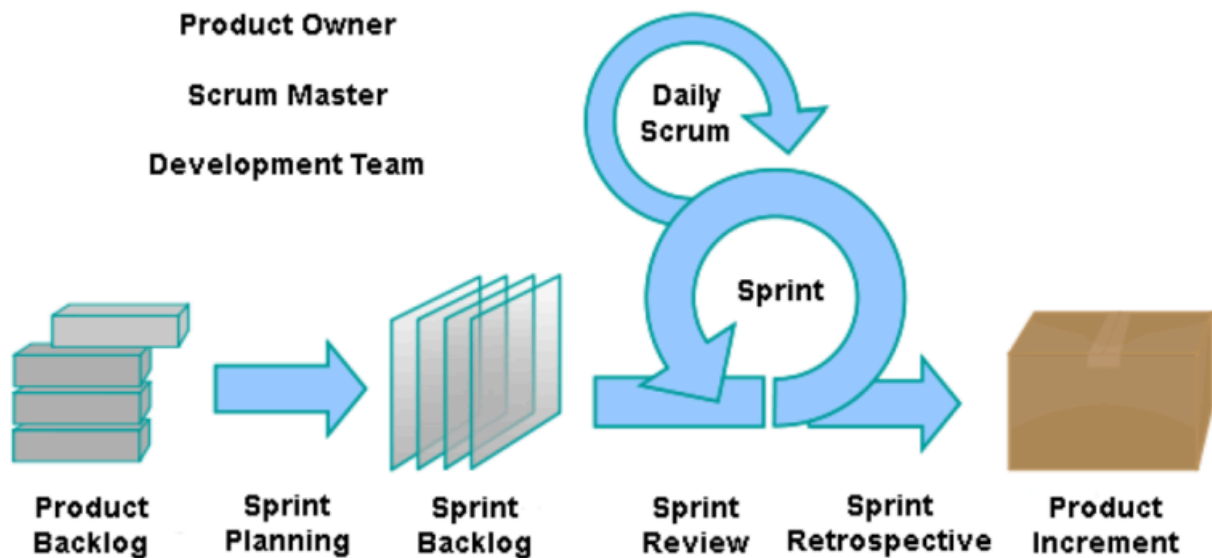 Product Owner
Scrum Master
Development Team
Daily
Scrum
Sprint
Product
Backlog
Sprint
Planning
Sprint
Backlog
Sprint
Review
Sprint
Retrospective
Product
Increment